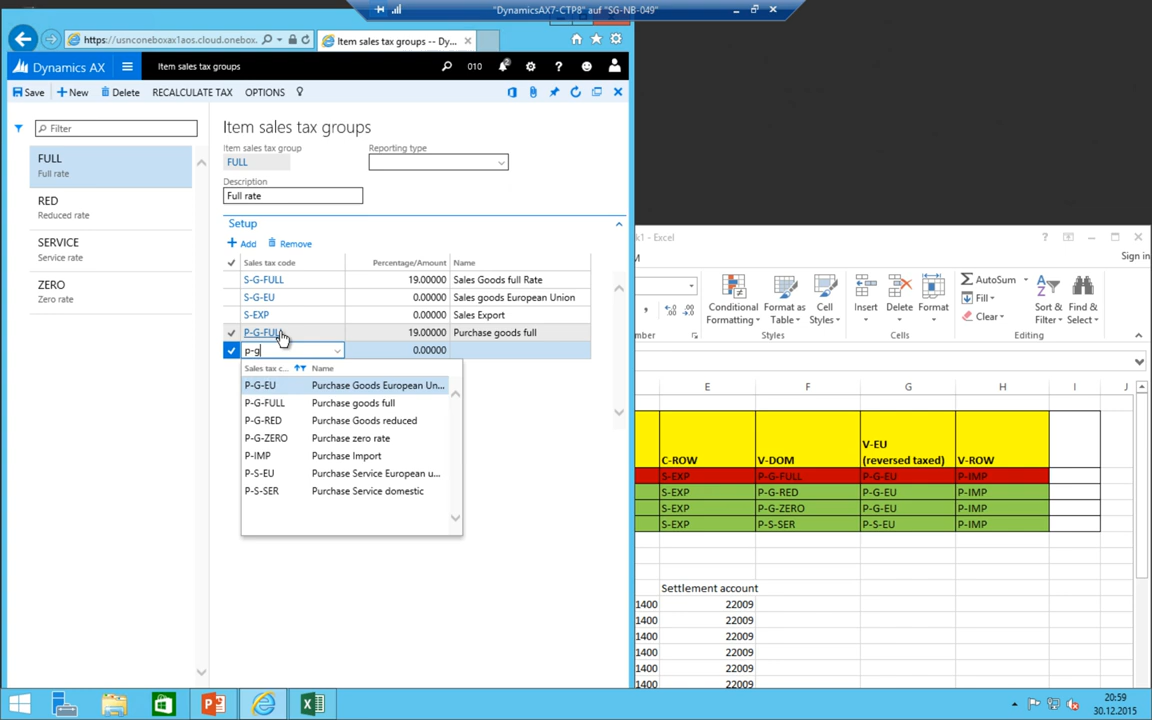 "DynamicsAX7-CTP8" auf "SG-NB-049"
https://usnconeboxax1aos.cloud.onebox.
Item sales tax groups -- Dy...
Dynamics AX
Item sales tax groups
010
2
Save
New
Delete
RECALCULATE TAX
OPTIONS
Filter
FULL
Full rate
RED
Reduced rate
SERVICE
Service rate
ZERO
Zero rate
Item sales tax groups
Item sales tax group
Reporting type
FULL
Description
Full rate
Setup
Add
Remove
Sales tax code
Percentage/Amount
Name
S-G-FULL
19.00000
Sales Goods full Rate
S-G-EU
0.00000
Sales goods European Union
S-EXP
0.00000
Sales Export
P-G-FULL
19.00000
Purchase goods full
p-g
0.00000
Sales tax c...
Name
P-G-EU
Purchase Goods European Un...
P-G-FULL
Purchase goods full
P-G-RED
Purchase Goods reduced
P-G-ZERO
Purchase zero rate
P-IMP
Purchase Import
P-S-EU
Purchase Service European u...
P-S-SER
Purchase Service domestic
k1 - Excel
?
Sign in
M
Conditional
Formatting
Format as
Table
Cell
Styles
Insert
Delete
Format
AutoSum
Fill
Clear
Sort &
Filter
Find &
Select
mber
Styles
Cells
Editing
E
F
G
H
I
J
C-ROW
V-DOM
V-EU
(reversed taxed)
V-ROW
S-EXP
P-G-FULL
P-G-EU
P-IMP
S-EXP
P-G-RED
P-G-EU
P-IMP
S-EXP
P-G-ZERO
P-G-EU
P-IMP
S-EXP
P-S-SER
P-S-EU
P-IMP
Settlement account
1400
22009
1400
22009
1400
22009
1400
22009
1400
22009
1400
22009
20:59
30.12.2015